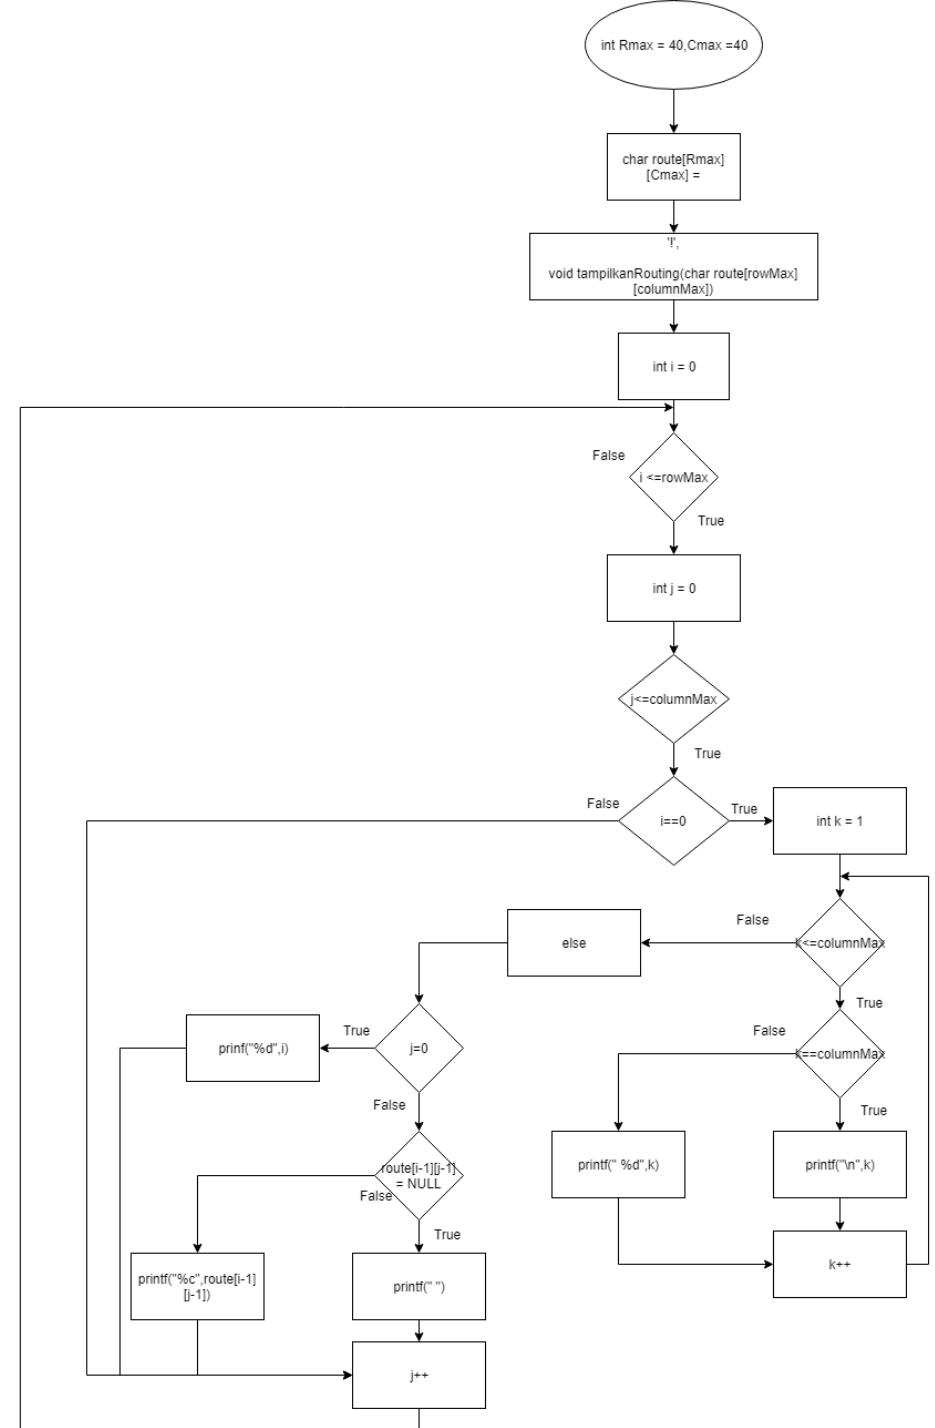 int Rmax = 40,Cmax =40
char route[Rmax]
[Cmax] =
'!',
void tampilkanRouting(char route[rowMax]
[columnMax])
int i = 0
False
i <=rowMax
True
int j = 0
j<=columnMax
True
False
i==0
True
int k = 1
False
else
k<=columnMax
True
True
prinf("%d",i)
j=0
False
k==columnMax
False
True
route[i-1][j-1]
= NULL
False
printf(" %d",k)
printf("\n",k)
True
printf("%c",route[i-1]
[j-1])
printf(" ")
k++
j++